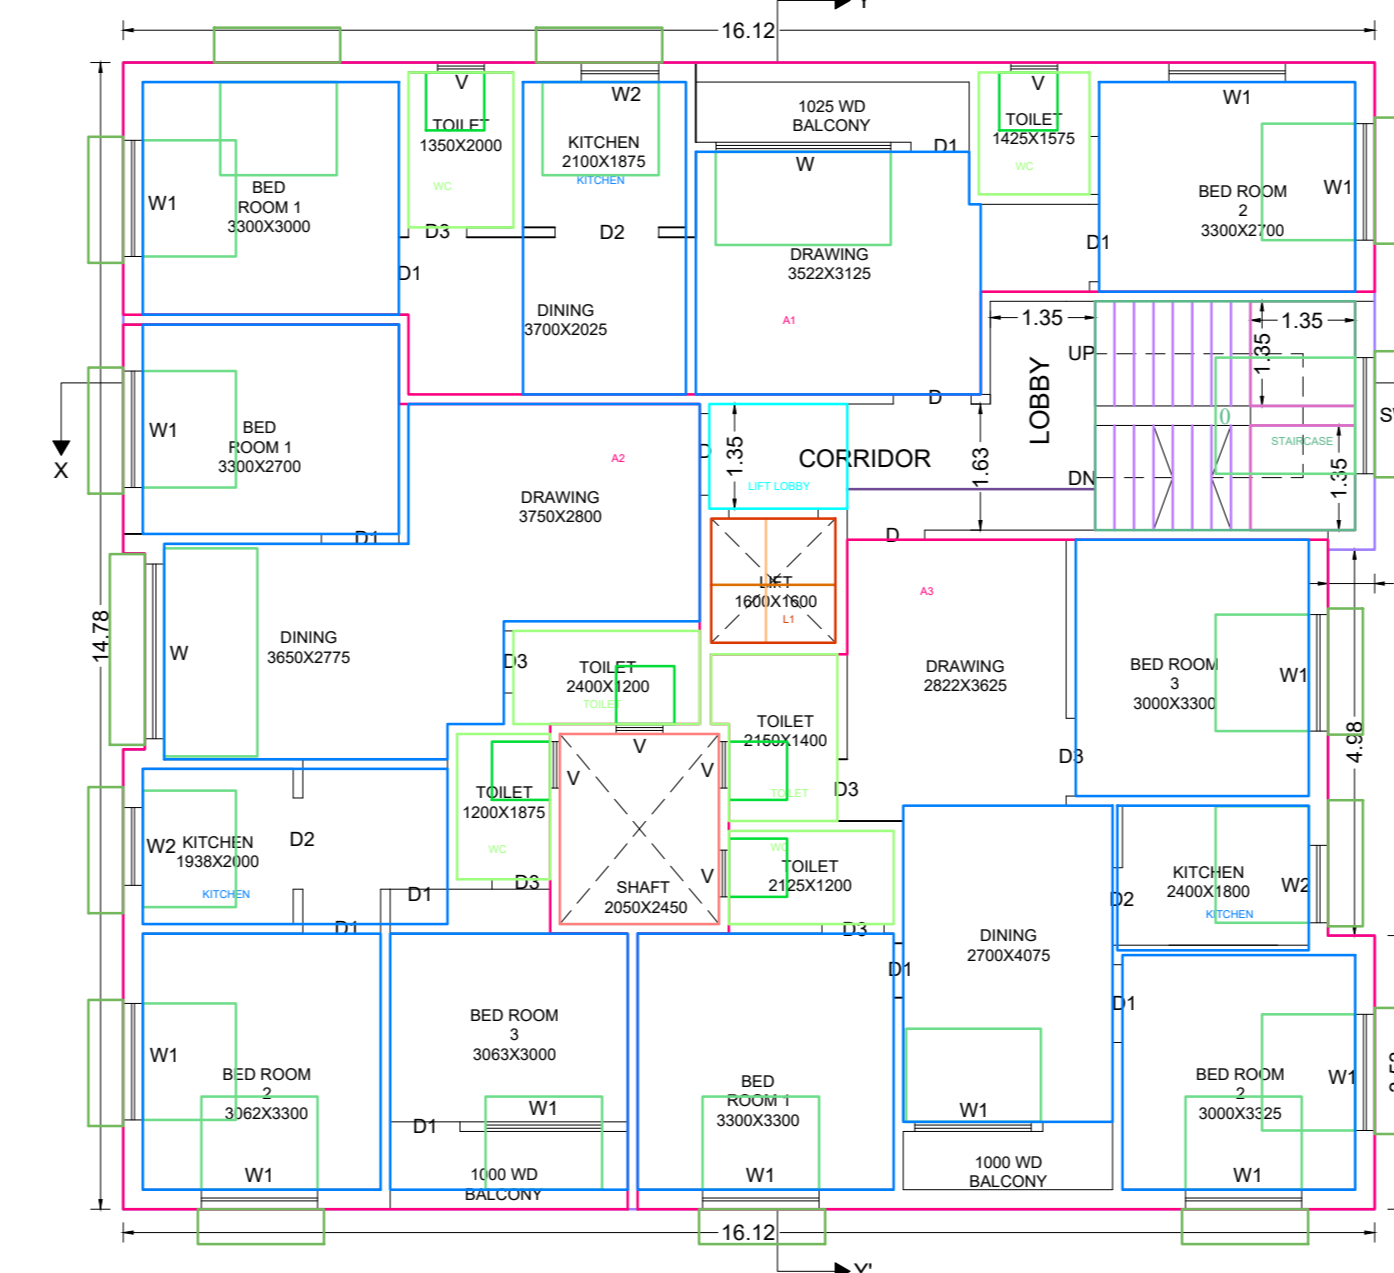 Y
16.12
V
TOILET
1350X2000
WC
W2
KITCHEN
2100X1875
KITCHEN
1025 WD
BALCONY
D1
W
V
TOILET
1425X1575
WC
W1
W1
BED
ROOM 1
3300X3000
W1
BED ROOM
2
3300X2700
D3
D2
D1
D1
DRAWING
3522X3125
DINING
3700X2025
A1
1.35
1.35
1.35
UP
LOBBY
D
0
STAIRCASE
X
W1
BED
ROOM 1
3300X2700
A2
D
1.35
CORRIDOR
LIFT LOBBY
1.63
DN
1.35
DRAWING
3750X2800
D1
D
LIFT
1600X1600
L1
A3
14.78
W
DINING
3650X2775
D3
TOILET
2400X1200
TOILET
DRAWING
2822X3625
BED ROOM
3
3000X3300
W1
TOILET
2150X1400
TOILET
V
V
V
D3
D3
4.98
TOILET
1200X1875
WC
W2
KITCHEN
1938X2000
KITCHEN
D2
D1
D3
SHAFT
2050X2450
V
WC
TOILET
2125X1200
KITCHEN
2400X1800
KITCHEN
W2
D2
D1
D3
DINING
2700X4075
D1
D1
W1
BED ROOM
2
3062X3300
W1
BED ROOM
3
3063X3000
W1
D1
1000 WD
BALCONY
BED
ROOM 1
3300X3300
W1
W1
1000 WD
BALCONY
BED ROOM
2
3000X3325
W1
W1
16.12
Y'